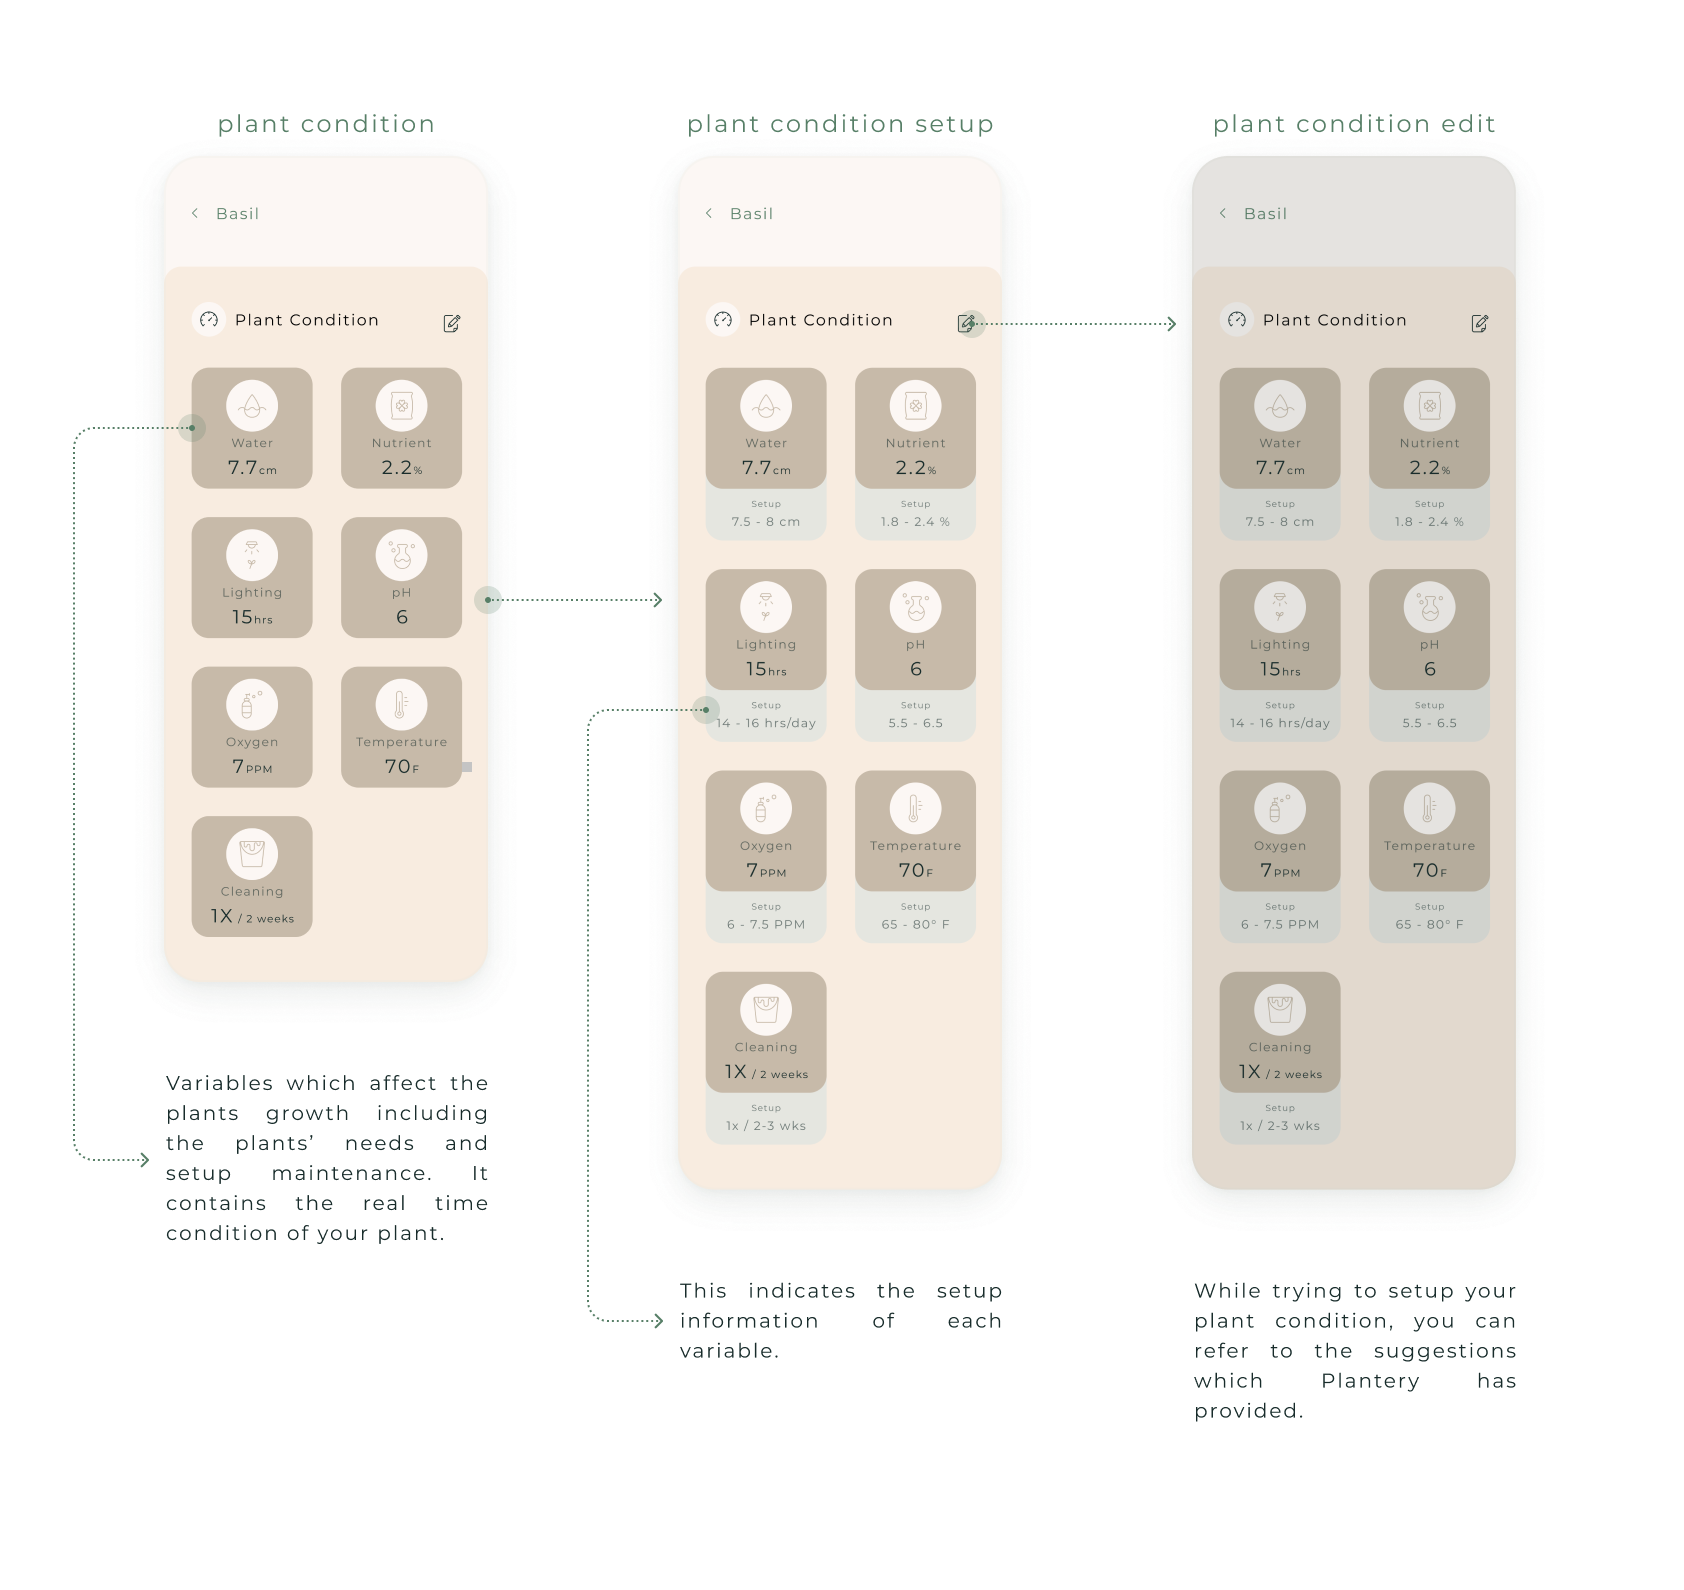 plant condition
Basil
Plant Condition
Water
7.7cm
Nutrient
2.2%
Lighting
15hrs
pH
6
Oxygen
7PPM
Temperature
70F
Cleaning
1X / 2 weeks
Variables which affect the
plants growth including
the plants’ needs and
setup maintenance. It
contains the real time
condition of your plant.
plant condition setup
Basil
Plant Condition
Water
7.7cm
Setup
7.5 - 8 cm
Nutrient
2.2%
Setup
1.8 - 2.4 %
Lighting
15hrs
Setup
14 - 16 hrs/day
pH
6
Setup
5.5 - 6.5
Oxygen
7PPM
Setup
6 - 7.5 PPM
Temperature
70F
Setup
65 - 80° F
Cleaning
1X / 2 weeks
Setup
1x / 2-3 wks
This indicates the setup
information of each
variable.
plant condition edit
Basil
Plant Condition
Water
7.7cm
Setup
7.5 - 8 cm
Nutrient
2.2%
Setup
1.8 - 2.4 %
Lighting
15hrs
Setup
14 - 16 hrs/day
pH
6
Setup
5.5 - 6.5
Oxygen
7PPM
Setup
6 - 7.5 PPM
Temperature
70F
Setup
65 - 80° F
Cleaning
1X / 2 weeks
Setup
1x / 2-3 wks
While trying to setup your
plant condition, you can
refer to the suggestions
which Plantery has
provided.